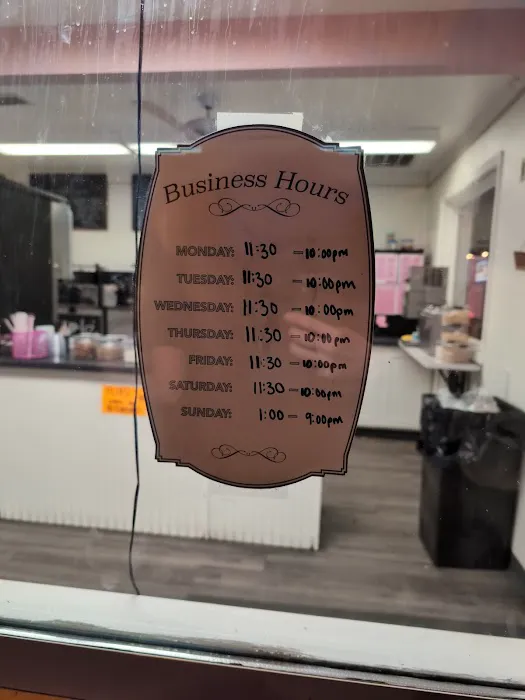 Business Hours
MONDAY: 11:30 - 10:00pm
TUESDAY: 11:30 - 10:00pm
WEDNESDAY: 11:30 - 10:00pm
THURSDAY: 11:30 - 10:00pm
FRIDAY: 11:30 - 10:00pm
SATURDAY: 11:30 - 10:00pm
SUNDAY: 1:00 - 9:00pm